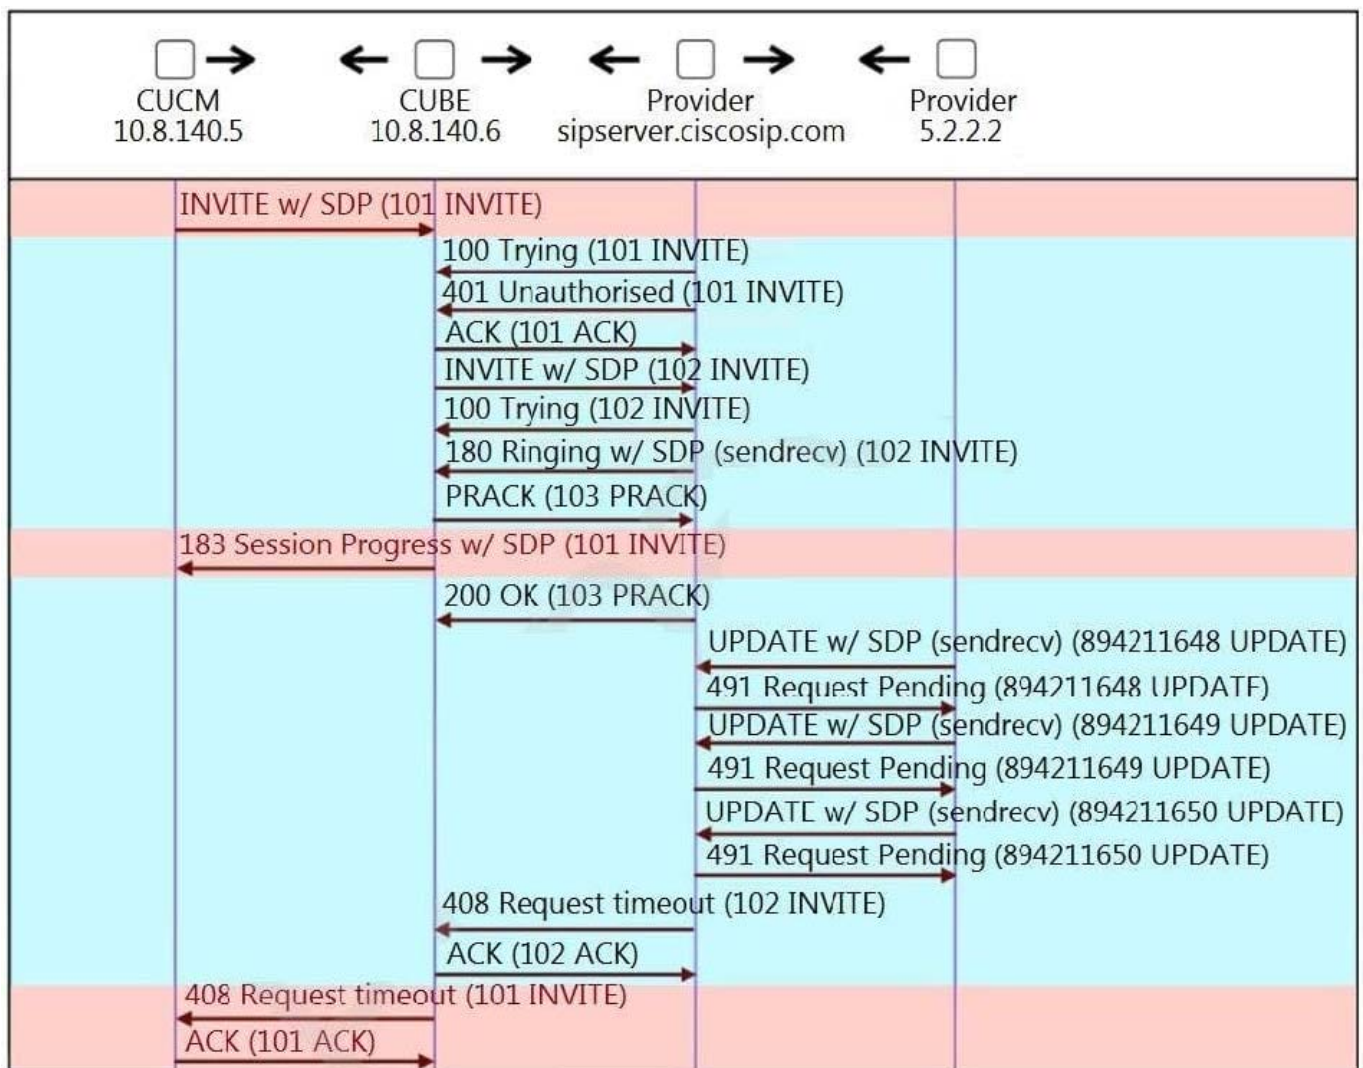 CUCM
10.8.140.5
CUBE
10.8.140.6
Provider
sipserver.ciscosip.com
Provider
5.2.2.2
INVITE w/ SDP (101 INVITE)
100 Trying (101 INVITE)
401 Unauthorised (101 INVITE)
ACK (101 ACK)
INVITE w/ SDP (102 INVITE)
100 Trying (102 INVITE)
180 Ringing w/ SDP (sendrecv) (102 INVITE)
PRACK (103 PRACK)
183 Session Progress w/ SDP (101 INVITE)
200 OK (103 PRACK)
UPDATE w/ SDP (sendrecv) (894211648 UPDATE)
491 Request Pending (894211648 UPDATE)
UPDATE w/ SDP (sendrecv) (894211649 UPDATE)
491 Request Pending (894211649 UPDATE)
UPDATE w/ SDP (sendrecv) (894211650 UPDATE)
491 Request Pending (894211650 UPDATE)
408 Request timeout (102 INVITE)
ACK (102 ACK)
408 Request timeout (101 INVITE)
ACK (101 ACK)